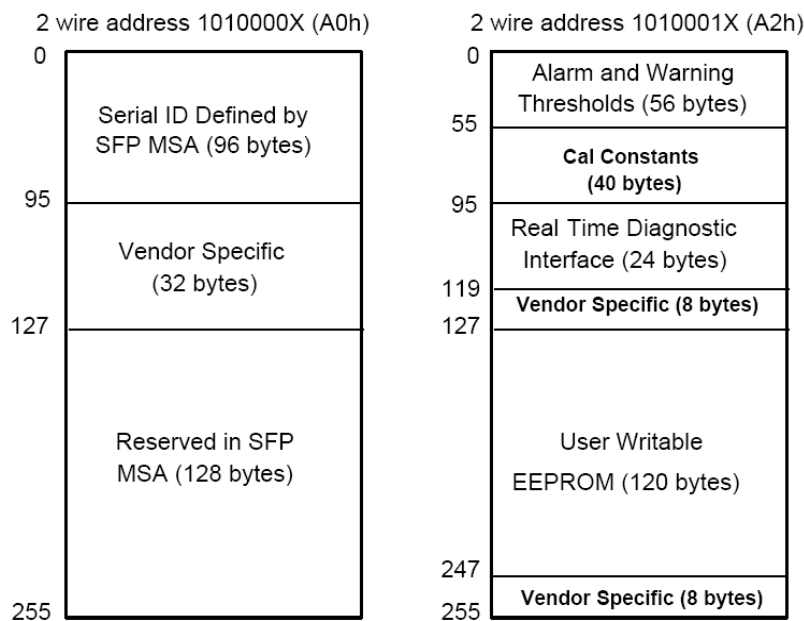 2 wire address 1010000X (A0h)
0
Serial ID Defined by
SFP MSA (96 bytes)
95
Vendor Specific
(32 bytes)
127
Reserved in SFP
MSA (128 bytes)
255
2 wire address 1010001X (A2h)
0
Alarm and Warning
Thresholds (56 bytes)
55
Cal Constants
(40 bytes)
95
Real Time Diagnostic
Interface (24 bytes)
119
Vendor Specific (8 bytes)
127
User Writable
EEPROM (120 bytes)
247
Vendor Specific (8 bytes)
255